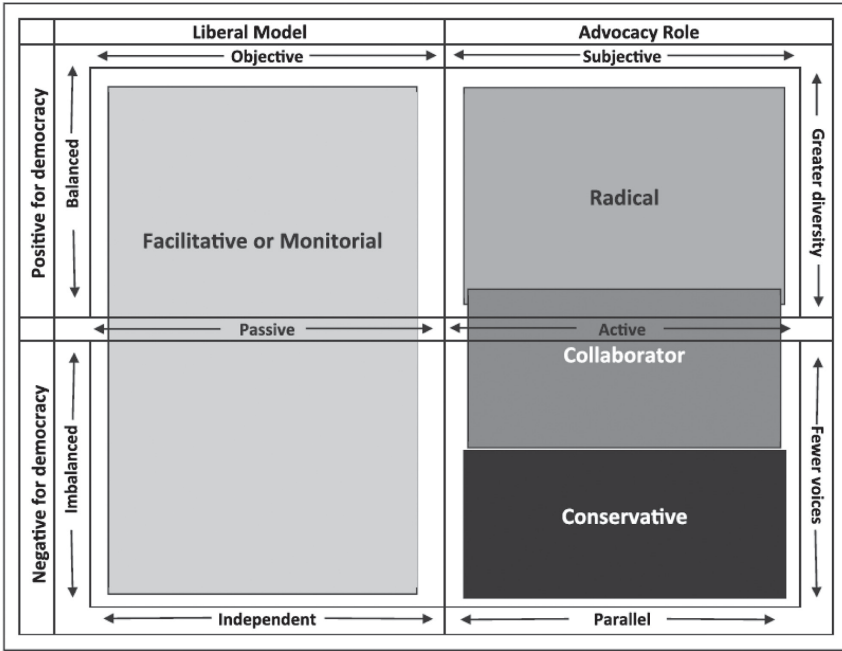 Liberal Model
Advocacy Role
Objective
Subjective
Positive for democracy
Balanced
Facilitative or Monitorial
Radical
Greater diversity
Passive
Active
Collaborator
Negative for democracy
Imbalanced
Conservative
Fewer voices
Independent
Parallel